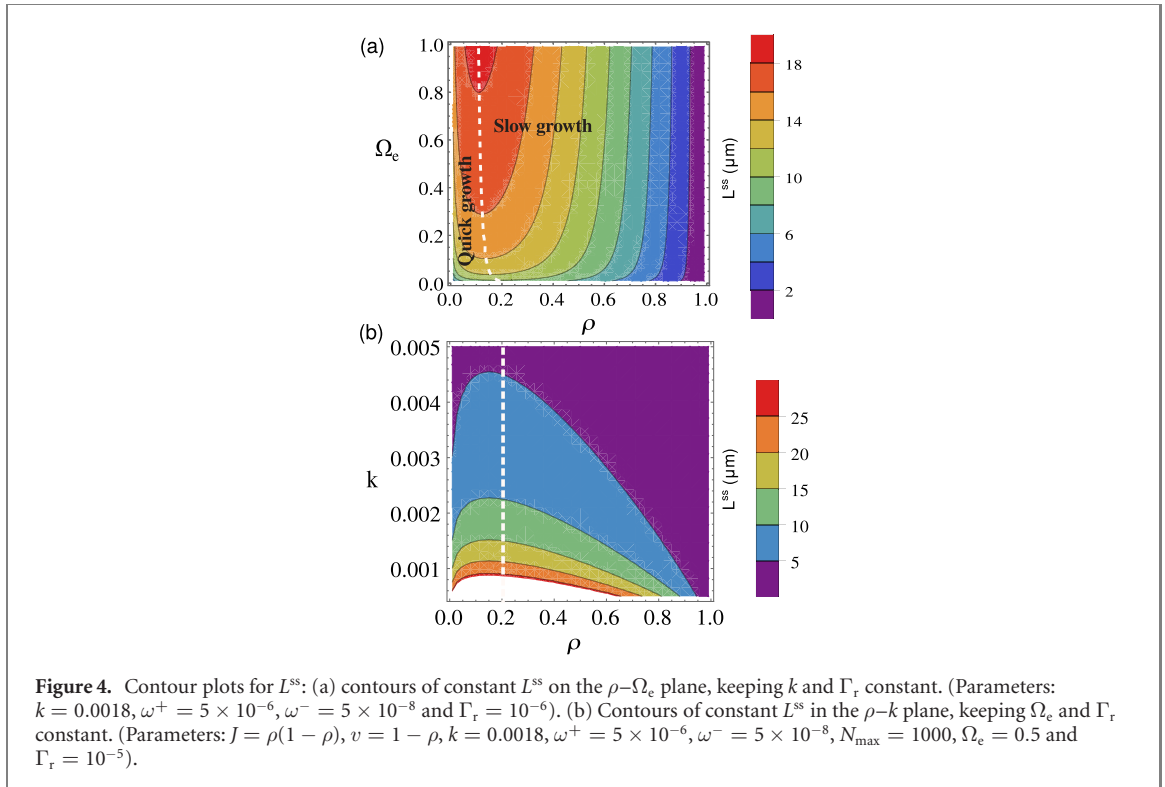 (a)
1.0
0.8
0.6
0.4
0.2
0.0
Ωe
Quick growth
Slow growth
0.0 0.2 0.4 0.6 0.8 1.0
ρ
18
14
10
6
2
Lss (μm)
(b)
0.005
0.004
0.003
0.002
0.001
k
0.0 0.2 0.4 0.6 0.8 1.0
ρ
25
20
15
10
5
Lss (μm)
Figure 4. Contour plots for Lss: (a) contours of constant Lss on the ρ–Ωe plane, keeping k and Γr constant. (Parameters:
k = 0.0018, ω+ = 5 × 10−6, ω− = 5 × 10−8 and Γr = 10−6). (b) Contours of constant Lss in the ρ–k plane, keeping Ωe and Γr
constant. (Parameters: J = ρ(1 − ρ), v = 1 − ρ, k = 0.0018, ω+ = 5 × 10−6, ω− = 5 × 10−8, Nmax = 1000, Ωe = 0.5 and
Γr = 10−5).